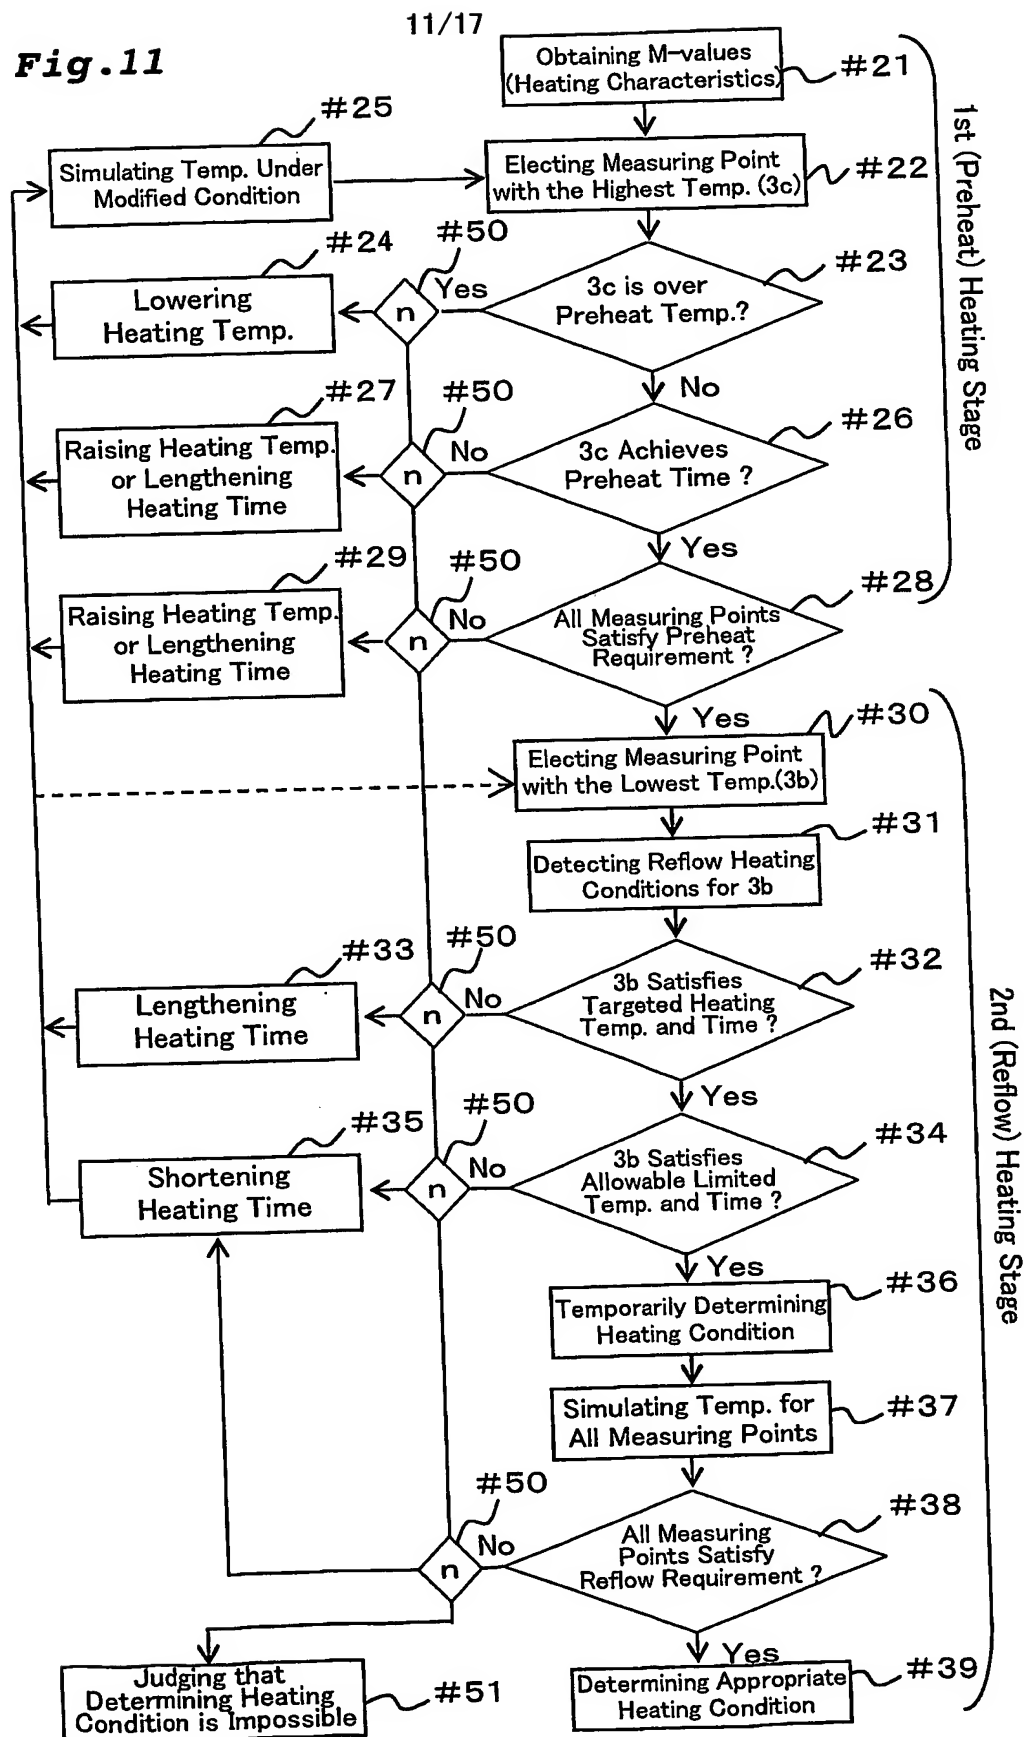 11/17
Fig.11
Obtaining M-values
(Heating Characteristics)
#21
1st (Preheat) Heating Stage
#25
Simulating Temp. Under
Modified Condition
Electing Measuring Point
with the Highest Temp. (3c)
#22
#24
Lowering
Heating Temp.
#50
n
Yes
3c is over
Preheat Temp.?
#23
No
#27
Raising Heating Temp.
or Lengthening
Heating Time
#50
n
No
3c Achieves
Preheat Time ?
#26
Yes
#29
Raising Heating Temp.
or Lengthening
Heating Time
#50
n
No
All Measuring Points
Satisfy Preheat
Requirement ?
#28
Yes
#30
Electing Measuring Point
with the Lowest Temp.(3b)
2nd (Reflow) Heating Stage
#31
Detecting Reflow Heating
Conditions for 3b
#33
Lengthening
Heating Time
#50
n
No
3b Satisfies
Targeted Heating
Temp. and Time ?
#32
Yes
#35
Shortening
Heating Time
#50
n
No
3b Satisfies
Allowable Limited
Temp. and Time ?
#34
Yes
#36
Temporarily Determining
Heating Condition
Simulating Temp. for
All Measuring Points
#37
#50
n
No
All Measuring
Points Satisfy
Reflow Requirement ?
#38
Yes
Judging that
Determining Heating
Condition is Impossible
#51
Determining Appropriate
Heating Condition
#39